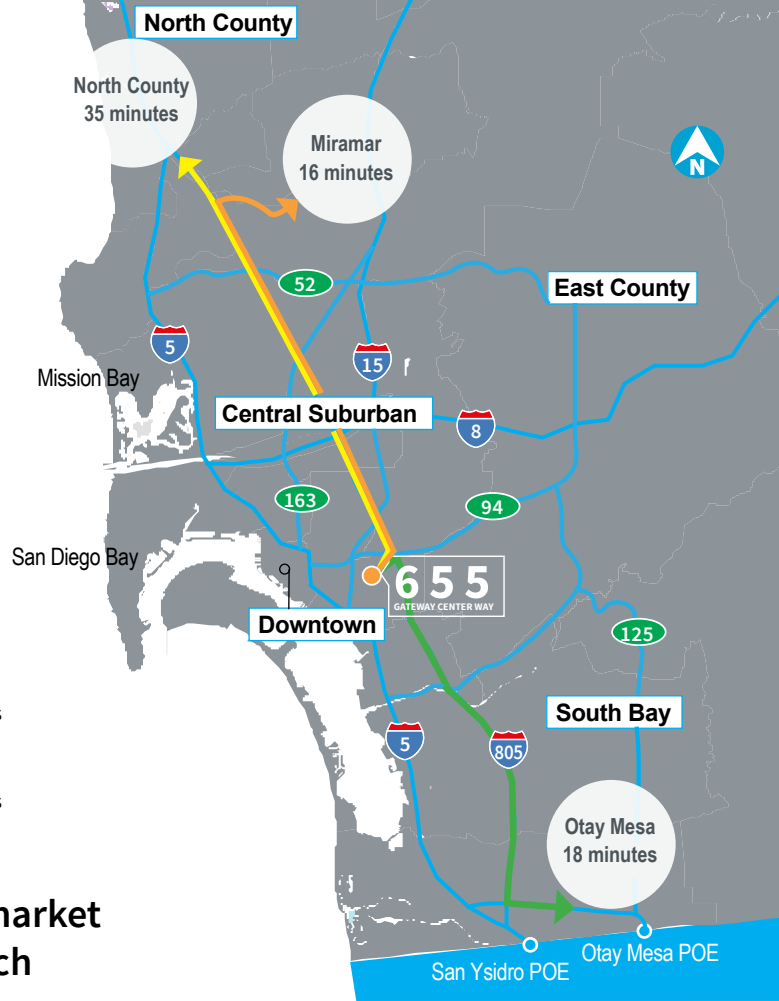 North County
North County
35 minutes
Miramar
16 minutes
N
52
East County
5
15
Mission Bay
Central Suburban
8
163
94
San Diego Bay
655
GATEWAY CENTER WAY
Downtown
125
s
South Bay
5
805
s
Otay Mesa
18 minutes
arket
ch
San Ysidro POE
Otay Mesa POE